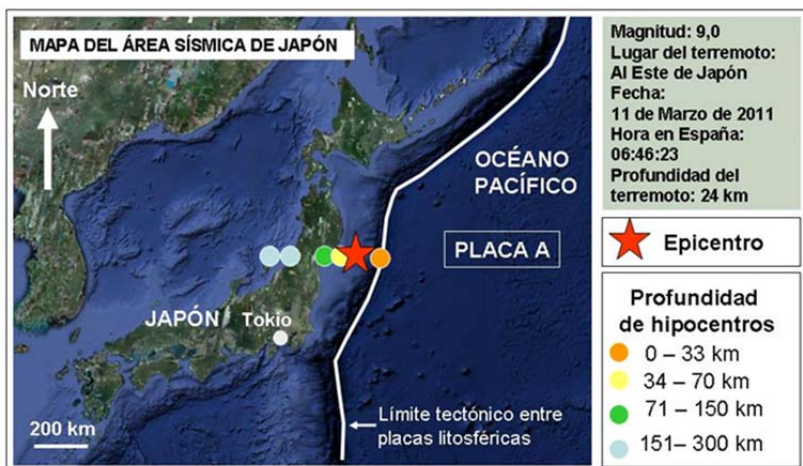 MAPA DEL ÁREA SÍSMICA DE JAPÓN
Norte
OCÉANO
PACÍFICO
PLACA A
JAPÓN
Tokio
200 km
Límite tectónico entre
placas litosféricas
Magnitud: 9,0
Lugar del terremoto:
Al Este de Japón
Fecha:
11 de Marzo de 2011
Hora en España:
06:46:23
Profundidad del
terremoto: 24 km
Epicentro
Profundidad
de hipocentros
0 – 33 km
34 – 70 km
71 – 150 km
151– 300 km